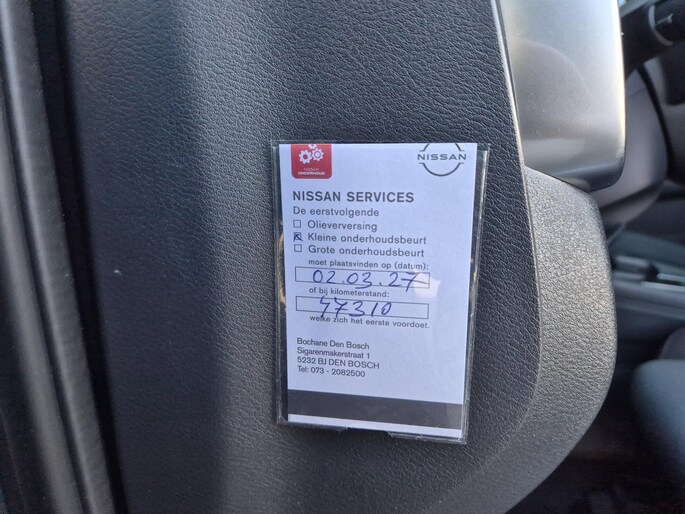 NISSAN
ONDERHOUD
NISSAN
NISSAN SERVICES
De eerstvolgende
Olieverversing
Kleine onderhoudsbeurt
Grote onderhoudsbeurt
moet plaatsvinden op (datum):
02.03.27
of bij kilometerstand:
47310
welke zich het eerste voordoet.
Bochane Den Bosch
Sigarenmakerstraat 1
5232 BJ DEN BOSCH
Tel: 073 - 2082500